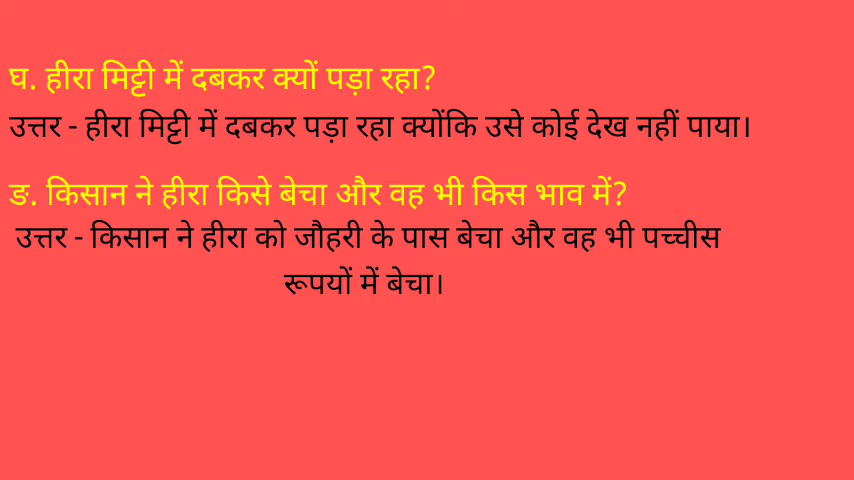 घ. हीरा मिट्टी में दबकर क्यों पड़ा रहा?
उत्तर - हीरा मिट्टी में दबकर पड़ा रहा क्योंकि उसे कोई देख नहीं पाया।
ङ. किसान ने हीरा किसे बेचा और वह भी किस भाव में?
उत्तर - किसान ने हीरा को जौहरी के पास बेचा और वह भी पच्चीस
रूपयों में बेचा।